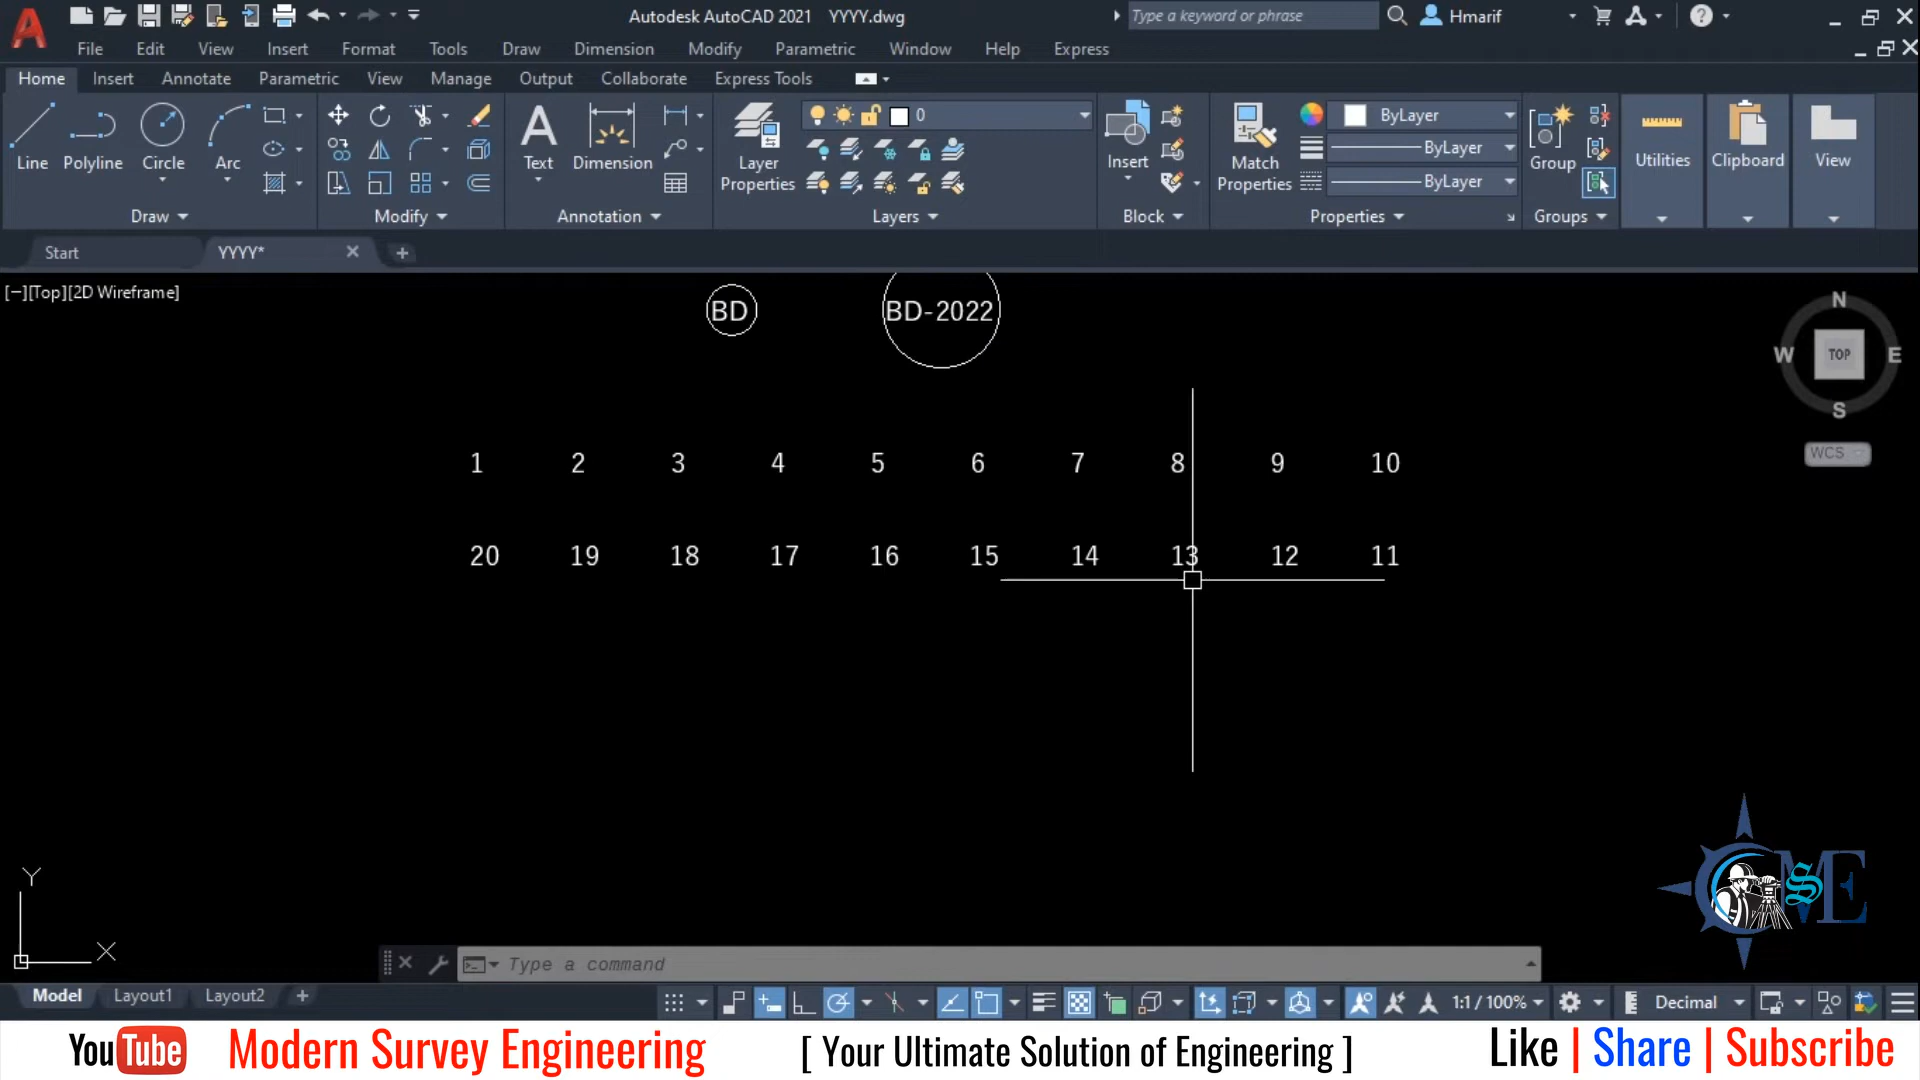 Autodesk AutoCAD 2021 YYYY.dwg
Type a keyword or phrase
Hmarif
File Edit View Insert Format Tools Draw Dimension Modify Parametric Window Help Express
Home Insert Annotate Parametric View Manage Output Collaborate Express Tools
0
ByLayer
Line Polyline Circle Arc
Text Dimension
Layer Properties
Insert
Match Properties
ByLayer
ByLayer
Group
Utilities Clipboard View
Draw Modify Annotation Layers Block Properties Groups
Start YYYY*
[−][Top][2D Wireframe]
BD BD-2022
N
W TOP E
S
WCS
1 2 3 4 5 6 7 8 9 10
20 19 18 17 16 15 14 13 12 11
MSE
Y
X
Type a command
Model Layout1 Layout2
1:1 / 100% Decimal
YouTube Modern Survey Engineering [ Your Ultimate Solution of Engineering ] Like | Share | Subscribe